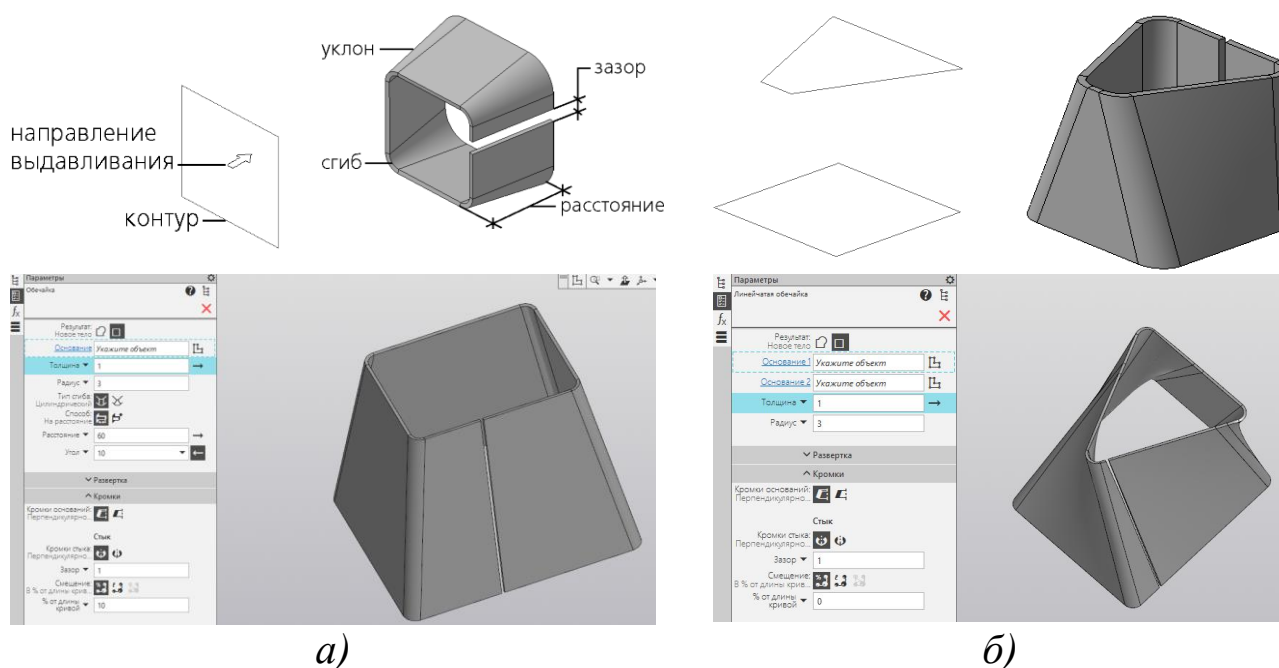 уклон
зазор
направление
выдавливания
сгиб
контур
расстояние
Параметры
Обечайка
Результат:
Новое тело
Основание Укажите объект
Толщина 1
Радиус 3
Тип сгиба:
Цилиндрический
Способ:
На расстояние
Расстояние 60
Угол 10
Развертка
Кромки
Кромки оснований:
Перпендикулярно...
Стык
Кромки стыка:
Перпендикулярно...
Зазор 1
Смещение:
В % от длины крив...
% от длины
кривой 10
а)
Параметры
Линейчатая обечайка
Результат:
Новое тело
Основание 1 Укажите объект
Основание 2 Укажите объект
Толщина 1
Радиус 3
Развертка
Кромки
Кромки оснований:
Перпендикулярно...
Стык
Кромки стыка:
Перпендикулярно...
Зазор 1
Смещение:
В % от длины крив...
% от длины
кривой 0
б)